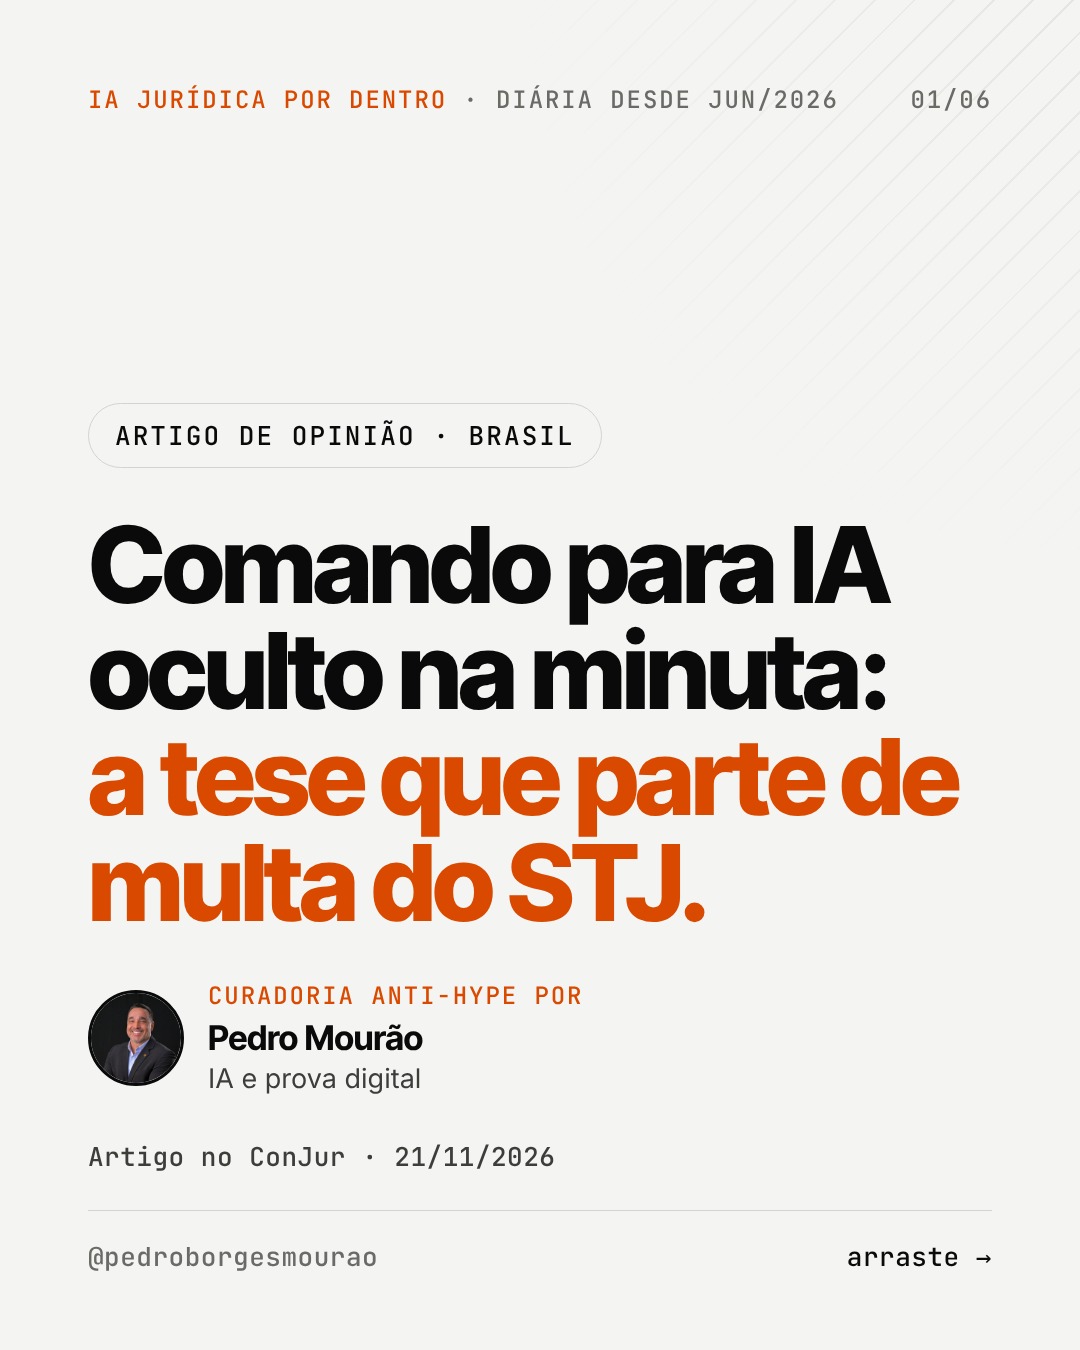 IA JURÍDICA POR DENTRO · DIÁRIA DESDE JUN/2026 01/06
ARTIGO DE OPINIÃO · BRASIL
Comando para IA
oculto na minuta:
a tese que parte de
multa do STJ.
CURADORIA ANTI-HYPE POR
Pedro Mourão
IA e prova digital
Artigo no ConJur · 21/11/2026
@pedroborgesmourao
arraste →